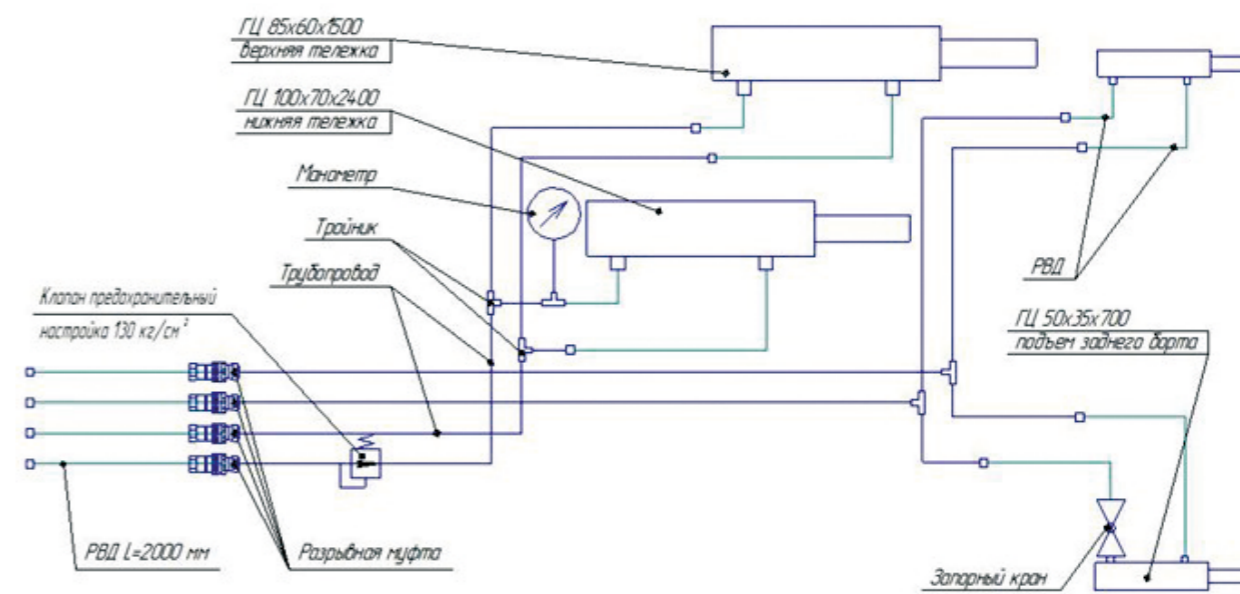 ГЦ 85х60х1500
верхняя тележка
ГЦ 100х70х2400
нижняя тележка
Манометр
Тройник
Трубопровод
Клапан предохранительный
настройка 130 кг/см²
РВД
ГЦ 50х35х700
подъем заднего борта
РВД L=2000 мм
Разрывная муфта
Запорный кран